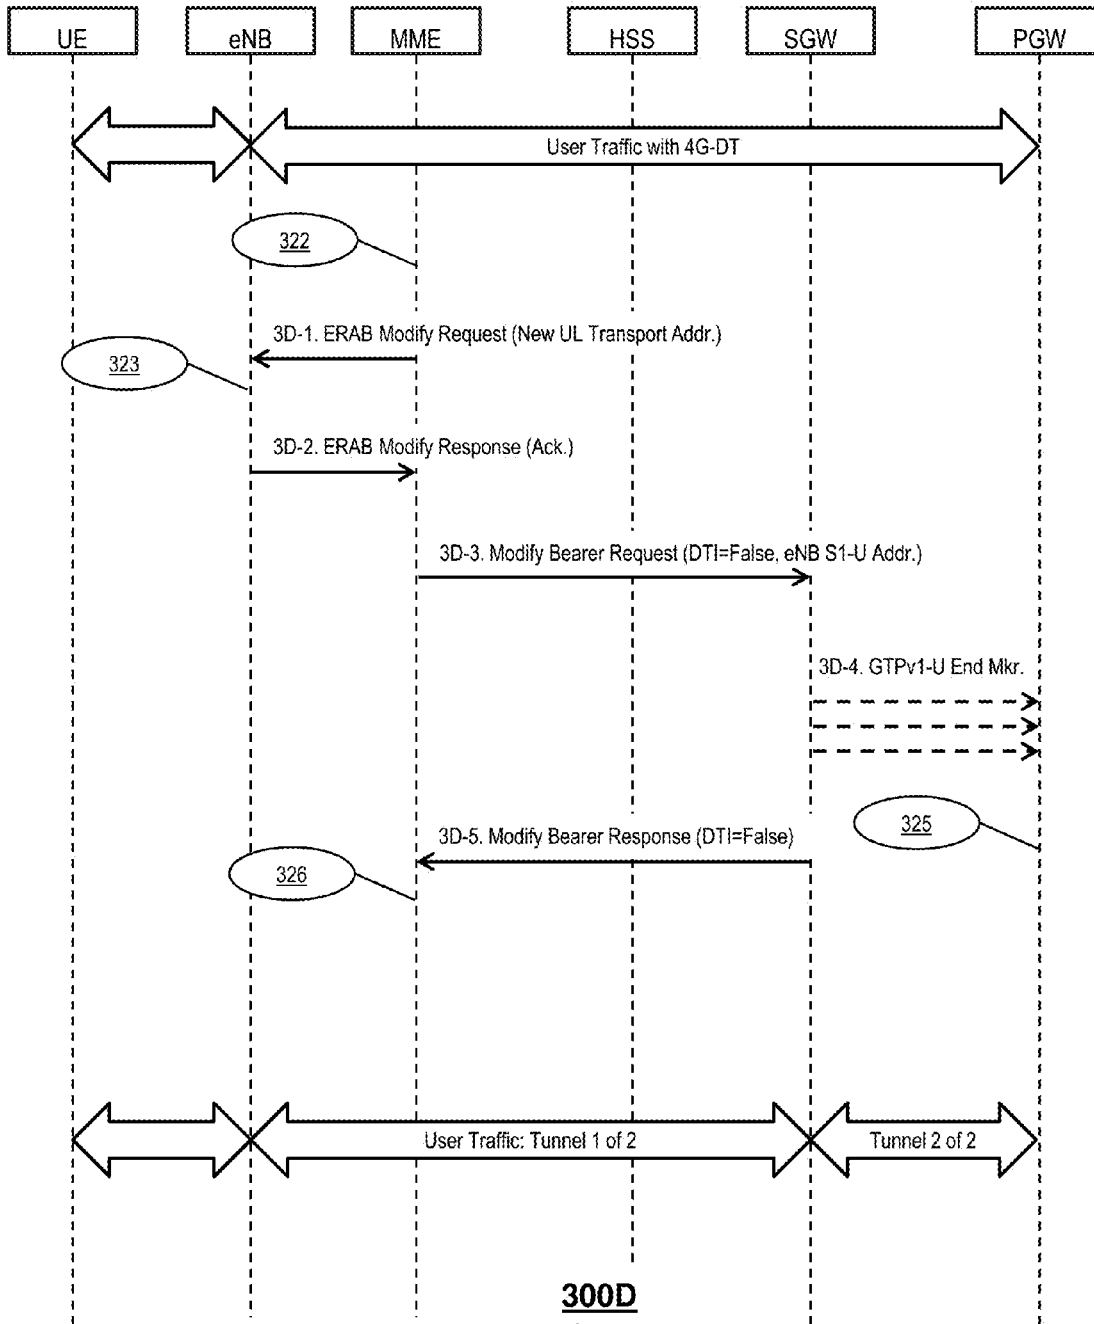 UE eNB MME HSS SGW PGW
User Traffic with 4G-DT
322
3D-1. ERAB Modify Request (New UL Transport Addr.)
323
3D-2. ERAB Modify Response (Ack.)
3D-3. Modify Bearer Request (DTI=False, eNB S1-U Addr.)
3D-4. GTPv1-U End Mkr.
325
3D-5. Modify Bearer Response (DTI=False)
326
User Traffic: Tunnel 1 of 2
Tunnel 2 of 2
300D